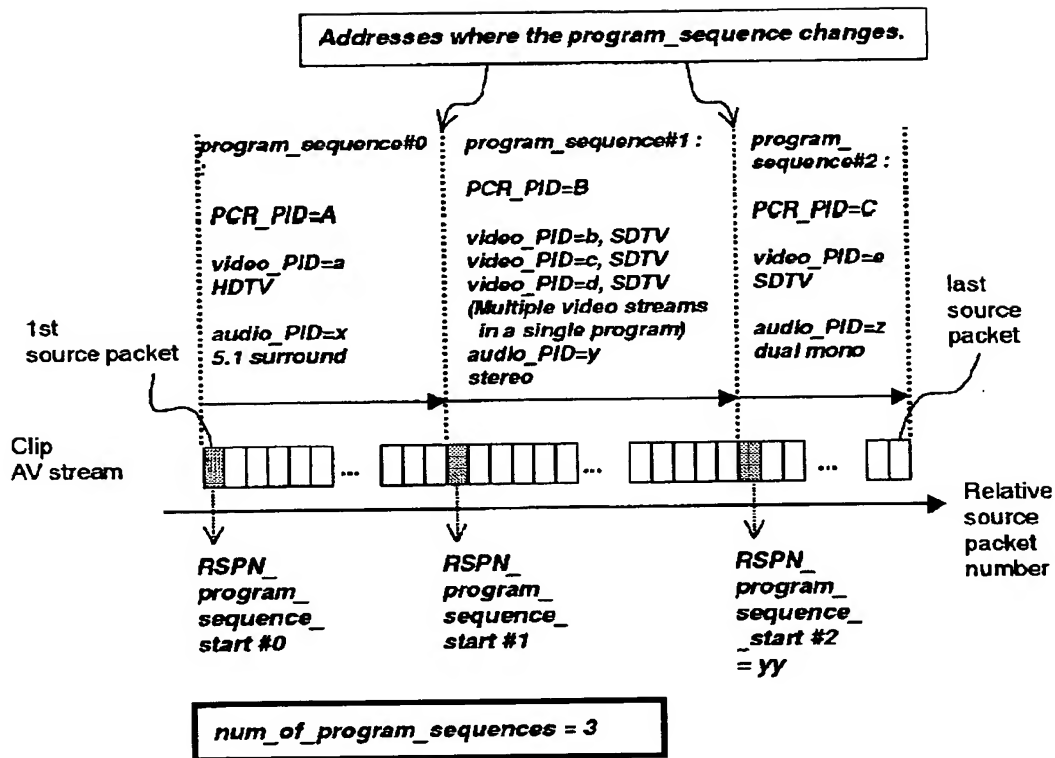 Addresses where the program_sequence changes.
program_sequence#0
:
PCR_PID=A
video_PID=a
HDTV
audio_PID=x
5.1 surround
program_sequence#1 :
PCR_PID=B
video_PID=b, SDTV
video_PID=c, SDTV
video_PID=d, SDTV
(Multiple video streams
in a single program)
audio_PID=y
stereo
program_
sequence#2 :
PCR_PID=C
video_PID=e
SDTV
audio_PID=z
dual mono
1st
source packet
last
source
packet
Clip
AV stream
...
...
...
Relative
source
packet
number
RSPN_
program_
sequence_
start #0
RSPN_
program_
sequence_
start #1
RSPN_
program_
sequence_
_start #2
= yy
num_of_program_sequences = 3